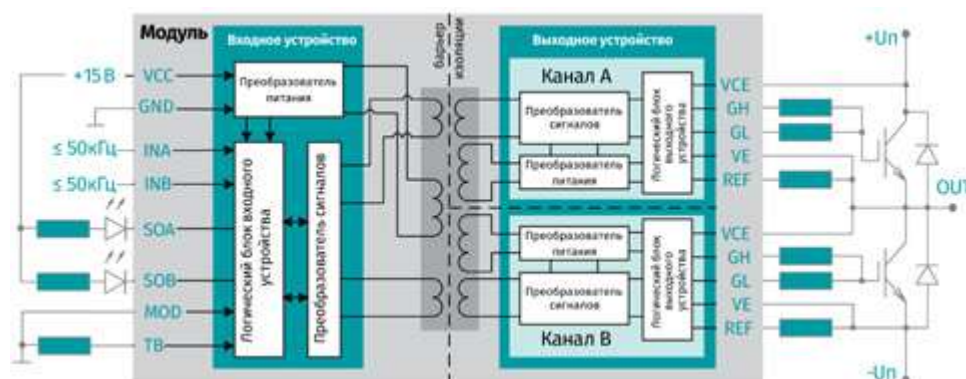 Модуль
Входное устройство
барьер
изоляции
Выходное устройство
+Un
+15 В
VCC
GND
≤ 50кГц
INA
≤ 50кГц
INB
SOA
SOB
MOD
TB
Преобразователь
питания
Логический блок входного
устройства
Преобразователь сигналов
Канал A
Преобразователь
сигналов
Преобразователь
питания
Логический блок
выходного
устройства
VCE
GH
GL
VE
REF
OUT
Преобразователь
питания
Преобразователь
сигналов
Логический блок
выходного
устройства
Канал B
VCE
GH
GL
VE
REF
-Un